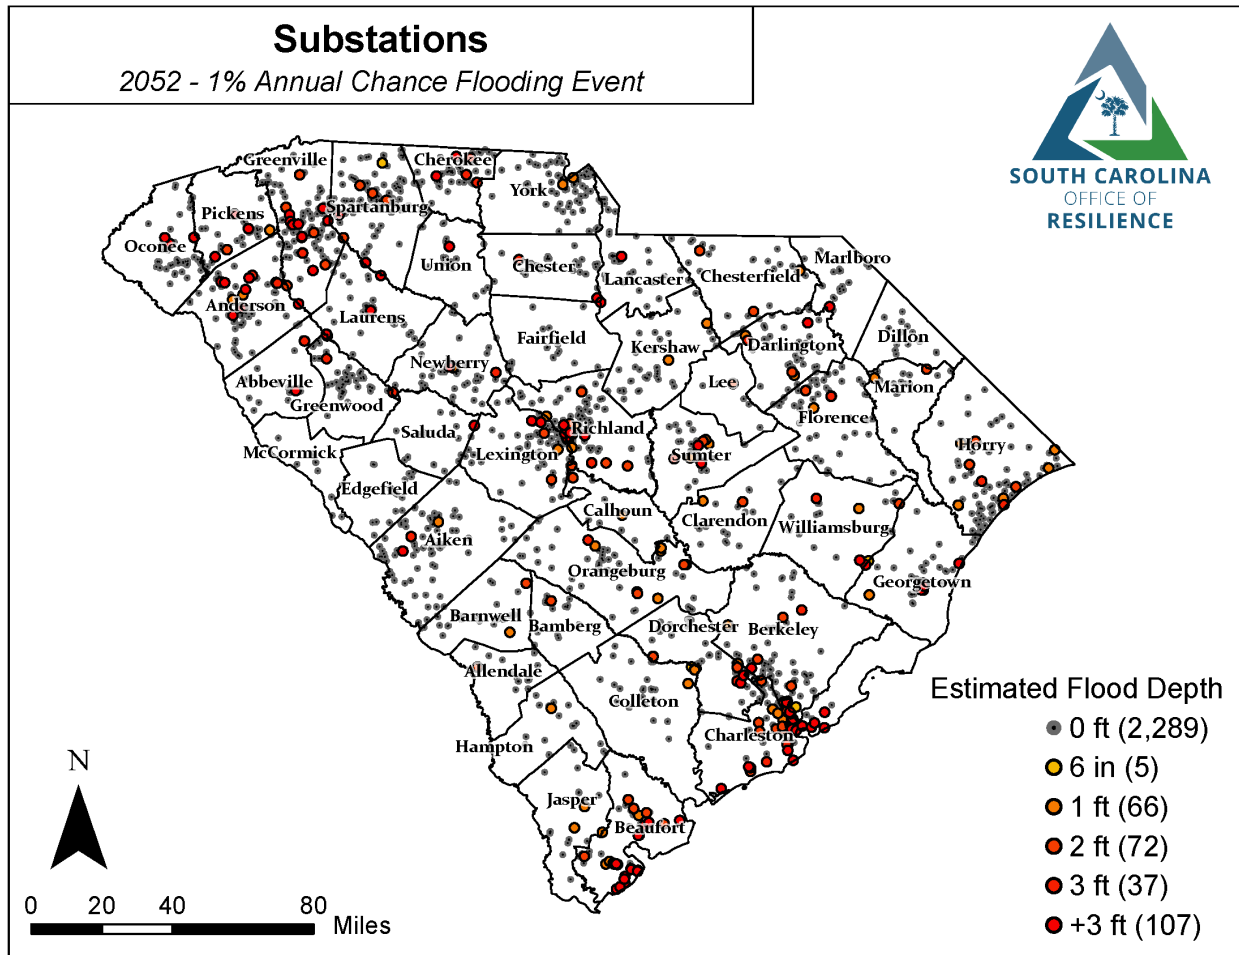 Substations
2052 - 1% Annual Chance Flooding Event
SOUTH CAROLINA
OFFICE OF
RESILIENCE
Greenville
Cherokee
York
Spartanburg
Pickens
Oconee
Union
Chester
Lancaster
Chesterfield
Marlboro
Anderson
Laurens
Fairfield
Kershaw
Darlington
Dillon
Newberry
Abbeville
Lee
Marion
Greenwood
Florence
Saluda
Richland
McCormick
Lexington
Sumter
Horry
Edgefield
Calhoun
Clarendon
Williamsburg
Aiken
Orangeburg
Georgetown
Barnwell
Bamberg
Dorchester
Berkeley
Allendale
Colleton
Charleston
Hampton
Jasper
Beaufort
Estimated Flood Depth
0 ft (2,289)
6 in (5)
1 ft (66)
2 ft (72)
3 ft (37)
+3 ft (107)
N
0 20 40 80
Miles